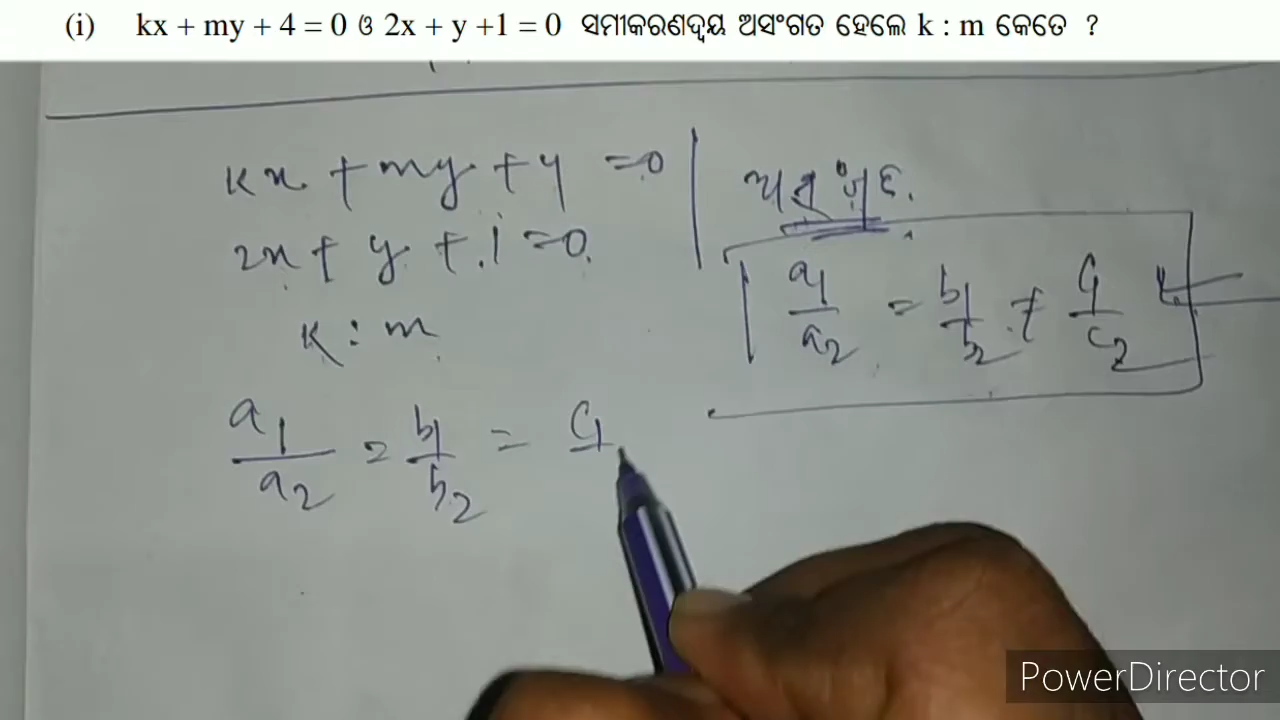 (i) kx + my + 4 = 0 ଓ 2x + y +1 = 0 ସମୀକରଣଦ୍ୱୟ ଅସଂଗତ ହେଲେ k : m କେତେ ?
kx + my + 4 = 0
2x + y + 1 = 0
k : m
a1/a2 = b1/b2 ≠ c1/c2
a1/a2 = b1/b2 = c1
PowerDirector